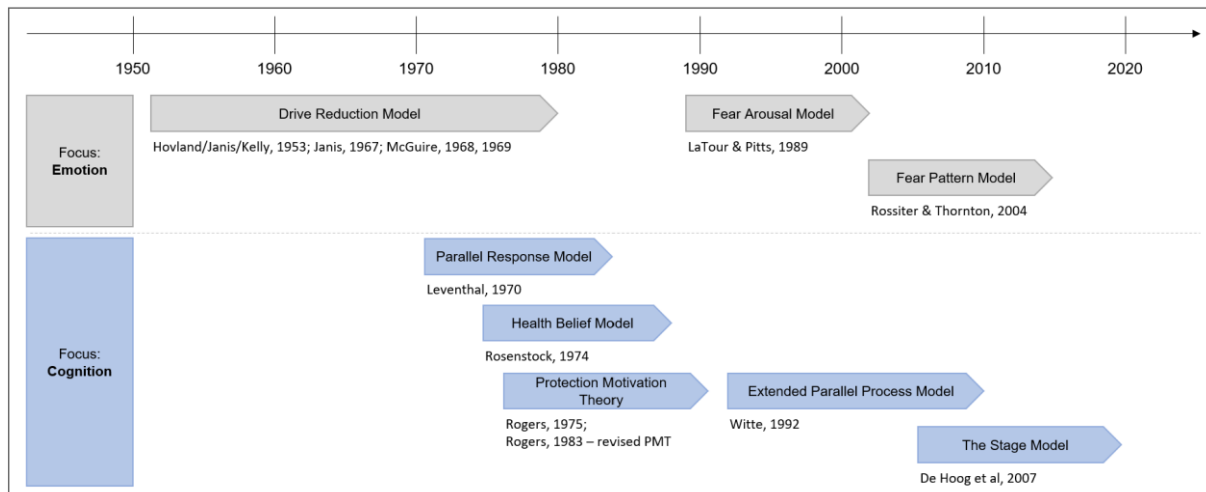 1950 1960 1970 1980 1990 2000 2010 2020
Drive Reduction Model
Fear Arousal Model
Hovland/Janis/Kelly, 1953; Janis, 1967; McGuire, 1968, 1969
LaTour & Pitts, 1989
Focus:
Emotion
Fear Pattern Model
Rossiter & Thornton, 2004
Parallel Response Model
Leventhal, 1970
Health Belief Model
Rosenstock, 1974
Focus:
Cognition
Protection Motivation
Theory
Extended Parallel Process Model
Rogers, 1975;
Rogers, 1983 – revised PMT
Witte, 1992
The Stage Model
De Hoog et al, 2007